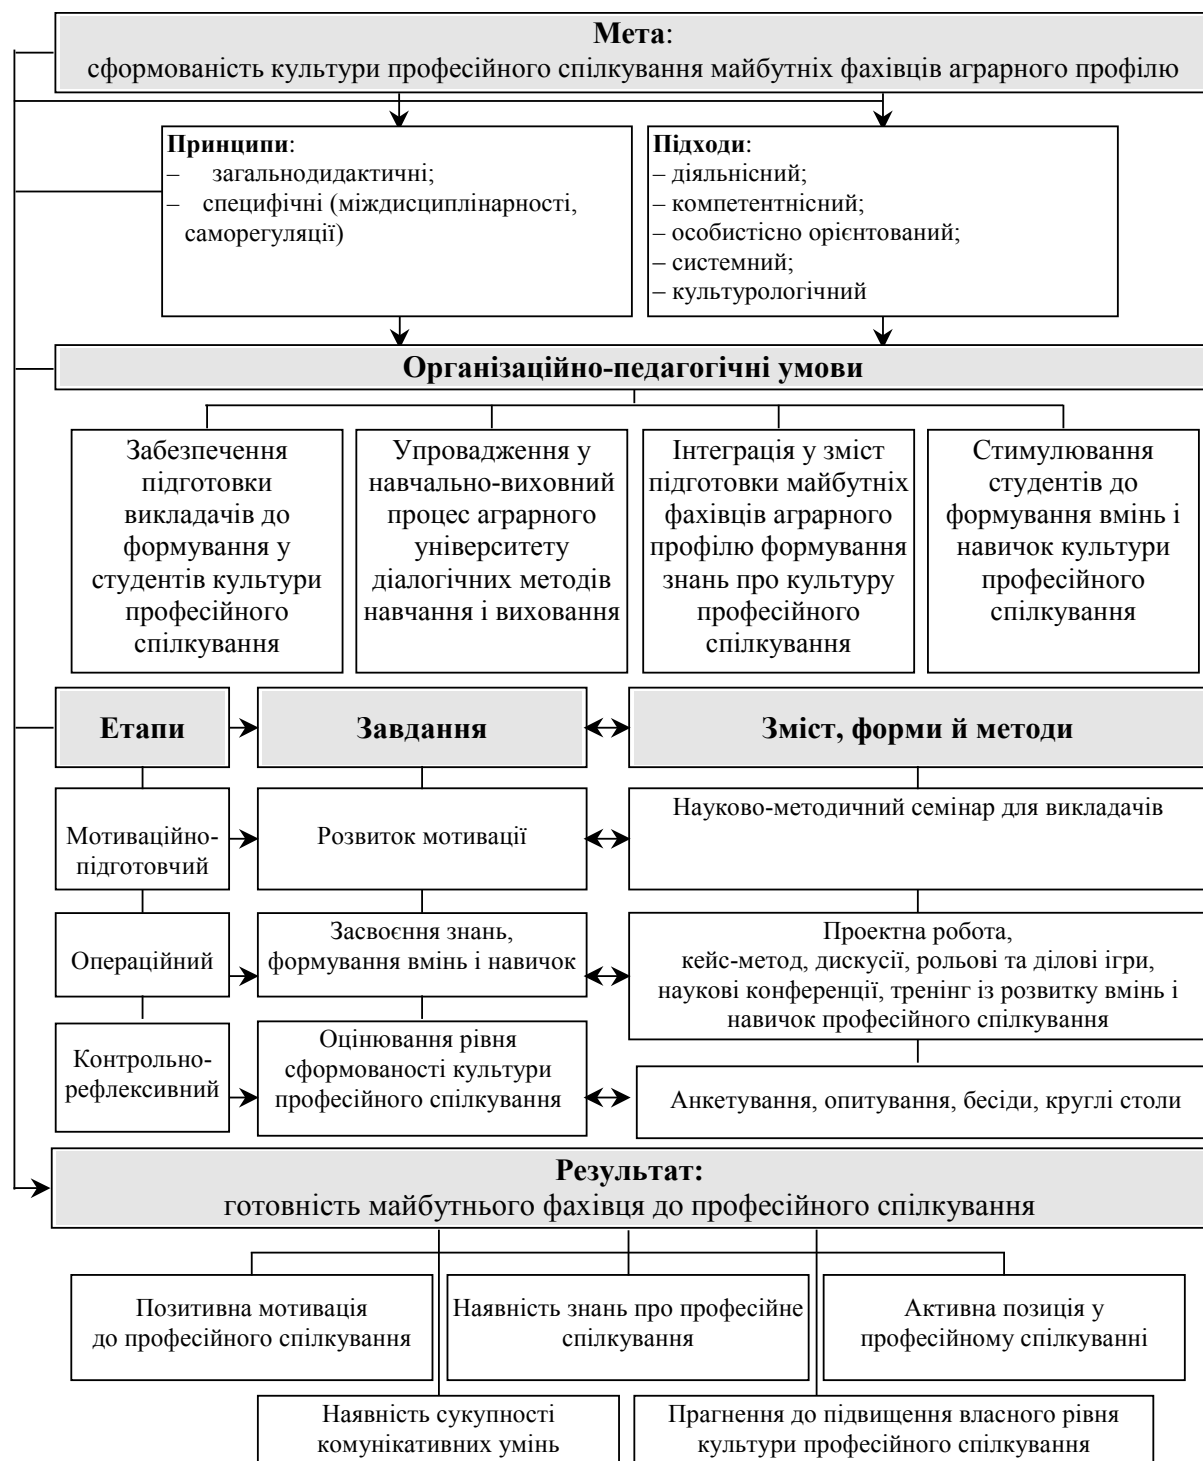 Мета:
сформованість культури професійного спілкування майбутніх фахівців аграрного профілю
Принципи:
– загальнодидактичні;
– специфічні (міждисциплінарності,
саморегуляції)
Підходи:
– діяльнісний;
– компетентнісний;
– особистісно орієнтований;
– системний;
– культурологічний
Організаційно-педагогічні умови
Забезпечення
підготовки
викладачів до
формування у
студентів культури
професійного
спілкування
Упровадження у
навчально-виховний
процес аграрного
університету
діалогічних методів
навчання і виховання
Інтеграція у зміст
підготовки майбутніх
фахівців аграрного
профілю формування
знань про культуру
професійного
спілкування
Стимулювання
студентів до
формування вмінь і
навичок культури
професійного
спілкування
Етапи
Завдання
Зміст, форми й методи
Мотиваційно-
підготовчий
Розвиток мотивації
Науково-методичний семінар для викладачів
Операційний
Засвоєння знань,
формування вмінь і навичок
Проектна робота,
кейс-метод, дискусії, рольові та ділові ігри,
наукові конференції, тренінг із розвитку вмінь і
навичок професійного спілкування
Контрольно-
рефлексивний
Оцінювання рівня
сформованості культури
професійного спілкування
Анкетування, опитування, бесіди, круглі столи
Результат:
готовність майбутнього фахівця до професійного спілкування
Позитивна мотивація
до професійного спілкування
Наявність знань про професійне
спілкування
Активна позиція у
професійному спілкуванні
Наявність сукупності
комунікативних умінь
Прагнення до підвищення власного рівня
культури професійного спілкування